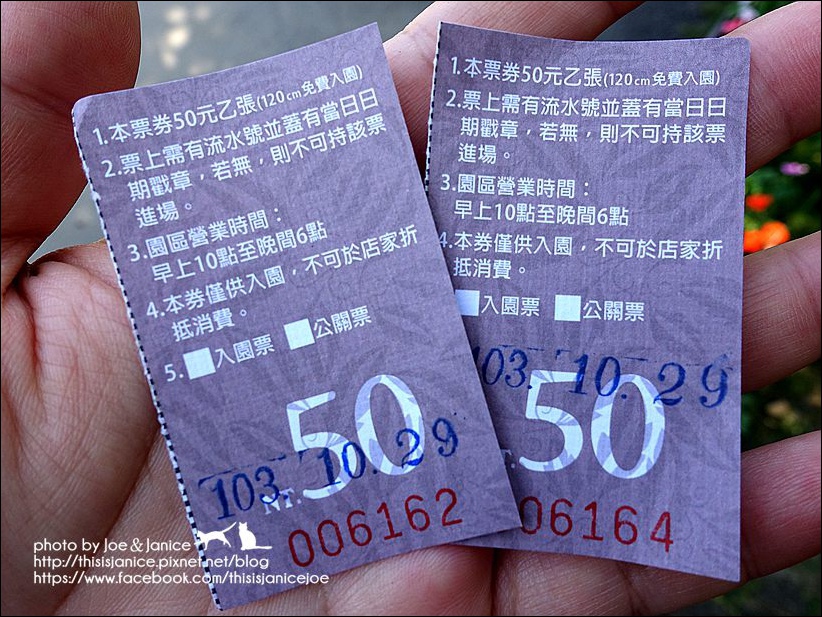 1.本票券50元乙張(120cm免費入園)
2.票上需有流水號並蓋有當日日
期戳章，若無，則不可持該票
進場。
3.園區營業時間：
早上10點至晚間6點
4.本券僅供入園，不可於店家折
抵消費。
5.入園票 公關票
NT.50
103. 10. 29
006162
1.本票券50元乙張(120cm免費入園)
2.票上需有流水號並蓋有當日日
期戳章，若無，則不可持該票
進場。
3.園區營業時間：
早上10點至晚間6點
4.本券僅供入園，不可於店家折
抵消費。
入園票 公關票
103. 10. 29
50
06164
photo by Joe & Janice
http://thisisjanice.pixnet.net/blog
https://www.facebook.com/thisisjanicejoe